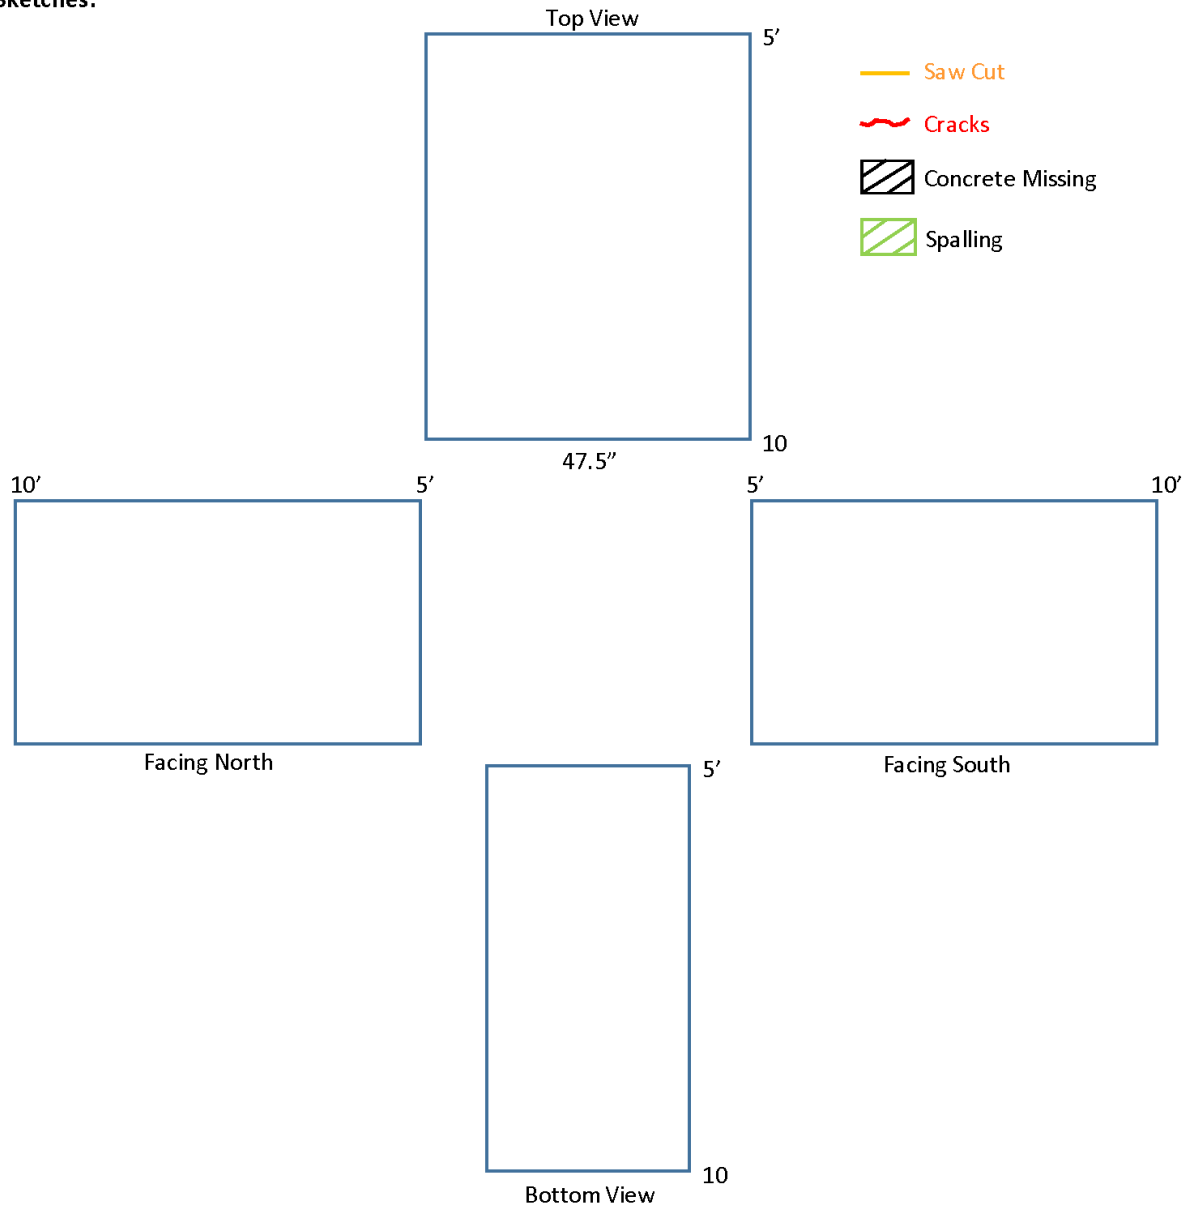 Sketches:
Top View
5’
Saw Cut
Cracks
Concrete Missing
Spalling
10
47.5”
10’
5’
5’
10’
Facing North
Facing South
5’
10
Bottom View